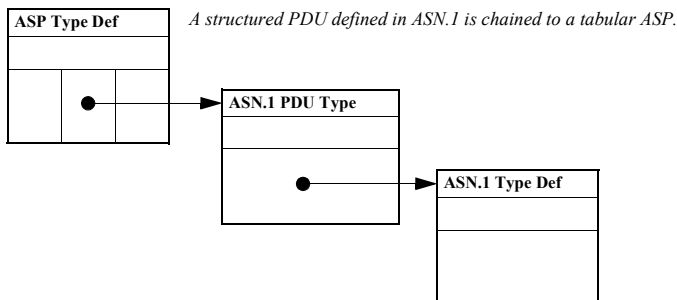 ASP Type Def
A structured PDU defined in ASN.1 is chained to a tabular ASP.
ASN.1 PDU Type
ASN.1 Type Def